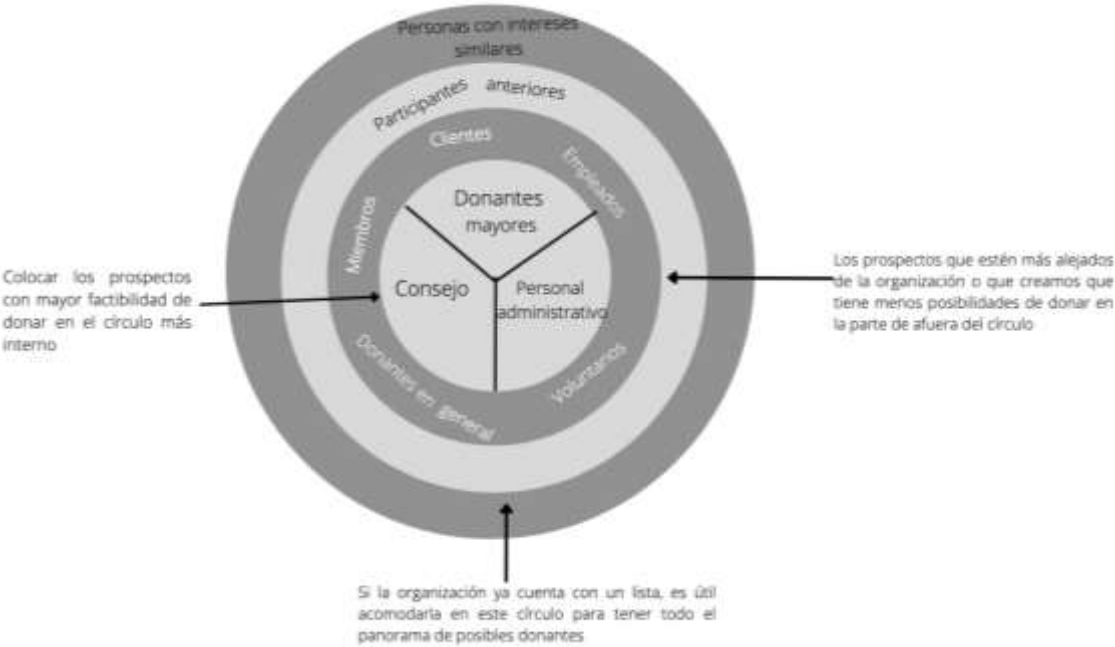 Personas con intereses
similares
Participantes anteriores
Clientes
Empleados
Miembros
Donantes
mayores
Consejo
Personal
administrativo
Donantes en general
Voluntarios
Colocar los prospectos
con mayor factibilidad de
donar en el círculo más
interno
Los prospectos que estén más alejados
de la organización o que creamos que
tiene menos posibilidades de donar en
la parte de afuera del círculo
Si la organización ya cuenta con un lista, es útil
acomodarla en este círculo para tener todo el
panorama de posibles donantes